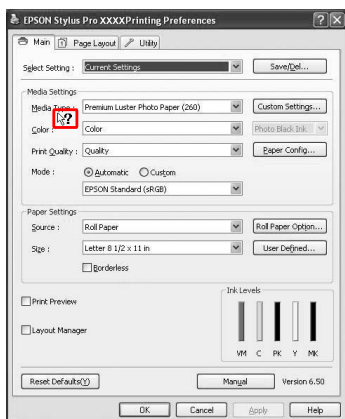 EPSON Stylus Pro XXXX Printing Preferences ? X
Main Page Layout Utility
Select Setting : Current Settings Save/Del...
Media Settings
Media Type : Premium Luster Photo Paper (260) Custom Settings...
?
Color : Color Photo Black Ink
Print Quality : Quality Paper Config...
Mode : Automatic Custom
EPSON Standard (sRGB)
Paper Settings
Source : Roll Paper Roll Paper Option...
Size : Letter 8 1/2 x 11 in User Defined...
Borderless
Ink Levels
Print Preview
Layout Manager
VM C PK Y MK
Reset Defaults(Y) Manual Version 6.50
OK Cancel Apply Help